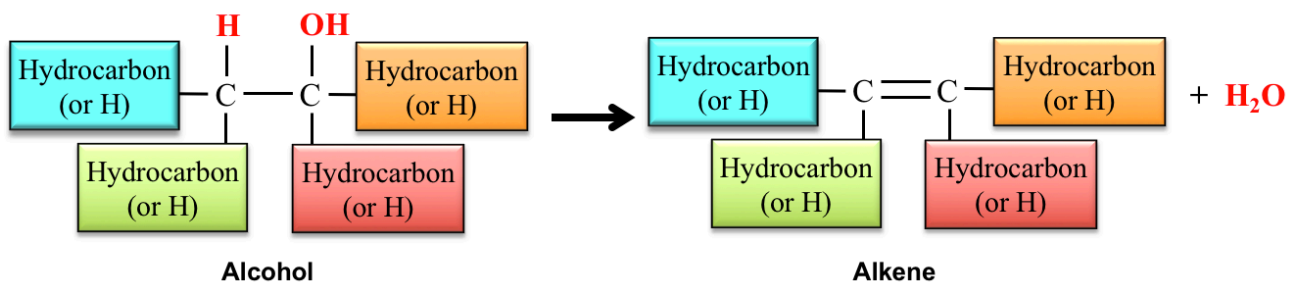 H OH
Hydrocarbon
(or H)
C C
Hydrocarbon
(or H)
Hydrocarbon
(or H)
Hydrocarbon
(or H)
Alcohol
Hydrocarbon
(or H)
C C
Hydrocarbon
(or H)
+ H₂O
Hydrocarbon
(or H)
Hydrocarbon
(or H)
Alkene